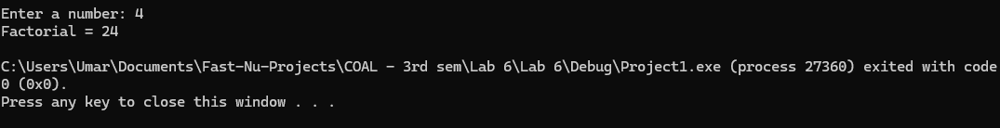 Enter a number: 4
Factorial = 24
C:\Users\Umar\Documents\Fast-Nu-Projects\COAL - 3rd sem\Lab 6\Lab 6\Debug\Project1.exe (process 27360) exited with code
0 (0x0).
Press any key to close this window . . .